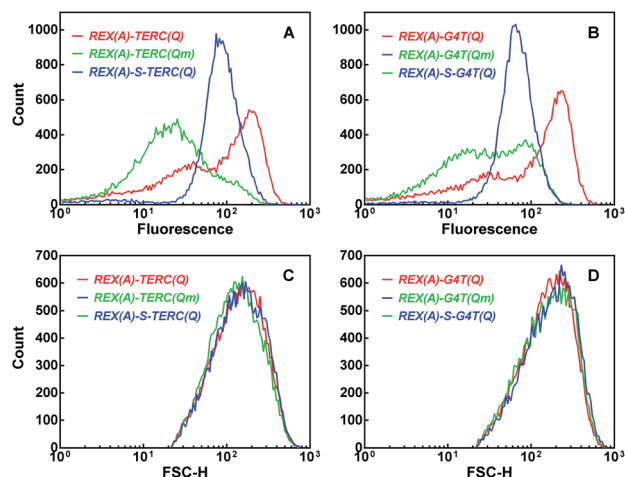 A
REX(A)-TERC(Q)
REX(A)-TERC(Qm)
REX(A)-S-TERC(Q)
Count
1000
800
600
400
200
0
10⁰ 10¹ 10² 10³
Fluorescence
B
REX(A)-G4T(Q)
REX(A)-G4T(Qm)
REX(A)-S-G4T(Q)
1000
800
600
400
200
0
10⁰ 10¹ 10² 10³
Fluorescence
C
REX(A)-TERC(Q)
REX(A)-TERC(Qm)
REX(A)-S-TERC(Q)
Count
700
600
500
400
300
200
100
0
10⁰ 10¹ 10² 10³
FSC-H
D
REX(A)-G4T(Q)
REX(A)-G4T(Qm)
REX(A)-S-G4T(Q)
700
600
500
400
300
200
100
0
10⁰ 10¹ 10² 10³
FSC-H